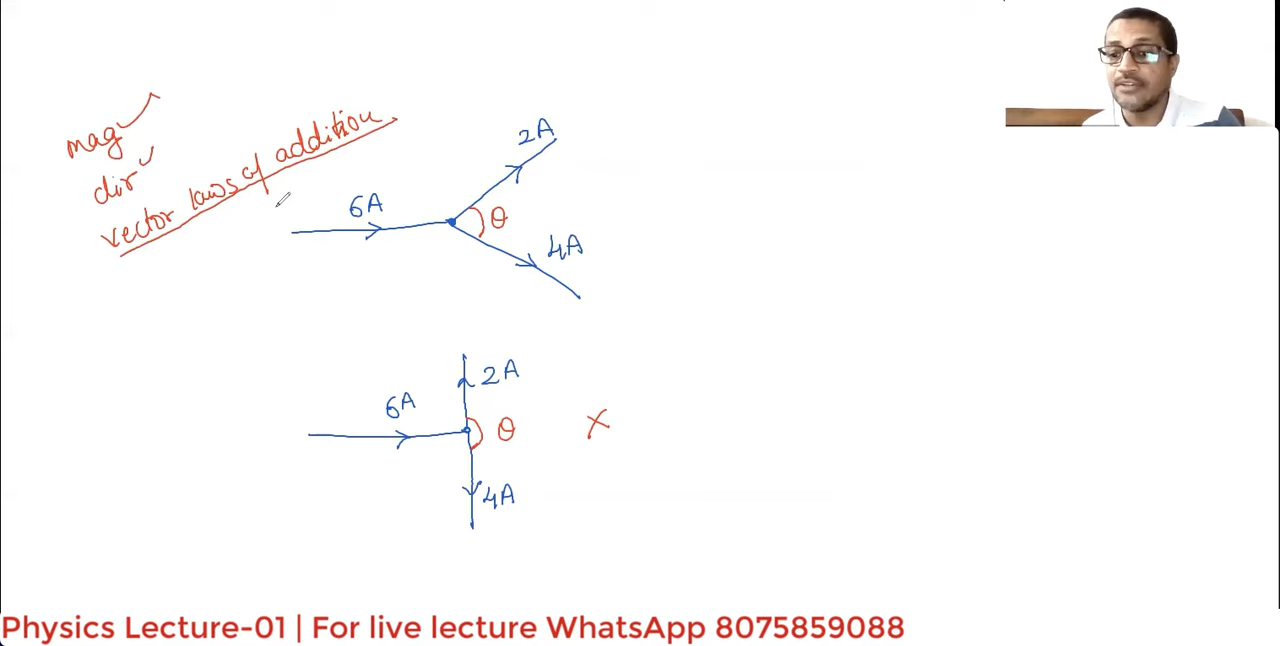 mag
dir
vector laws of addition
6A
2A
θ
4A
6A
2A
θ
4A
Physics Lecture-01 | For live lecture WhatsApp 8075859088